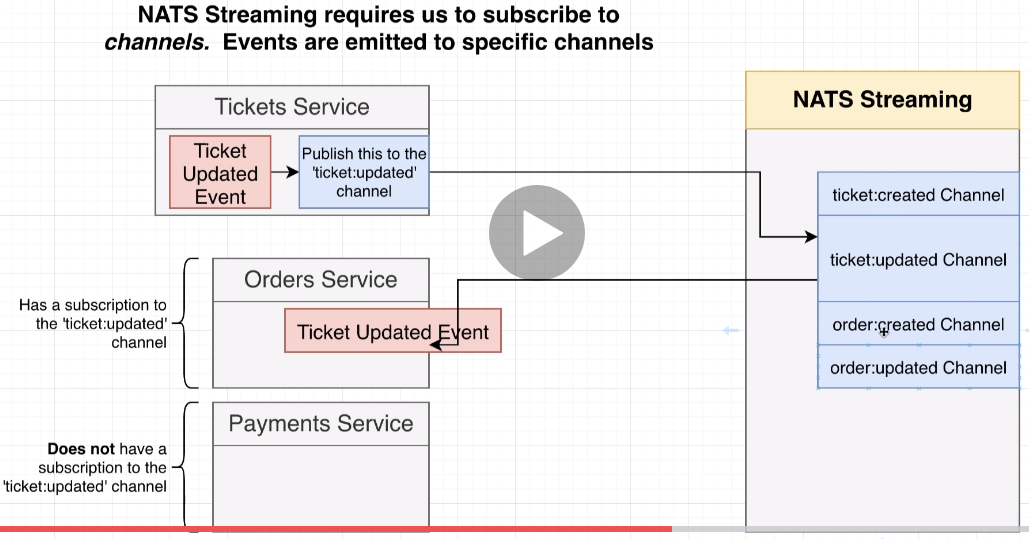 NATS Streaming requires us to subscribe to
channels. Events are emitted to specific channels
Tickets Service
Ticket
Updated
Event
Publish this to the
'ticket:updated'
channel
NATS Streaming
ticket:created Channel
ticket:updated Channel
order:created Channel
order:updated Channel
Has a subscription to
the 'ticket:updated'
channel
Orders Service
Ticket Updated Event
Does not have a
subscription to the
'ticket:updated' channel
Payments Service